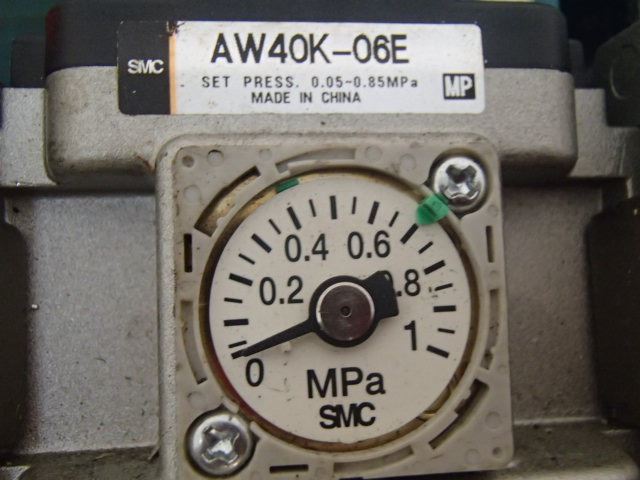 SMC
AW40K-06E
SET PRESS. 0.05~0.85MPa
MADE IN CHINA
MP
0.4 0.6
0.2 0.8
0 1
MPa
SMC